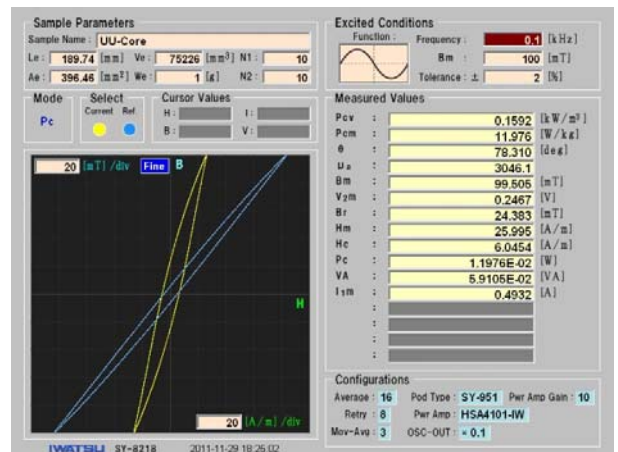 Sample Parameters
Sample Name : UU-Core
Le : 189.74 [mm] Ve : 75226 [mm³] N1 : 10
Ae : 396.46 [mm²] We : 1 [g] N2 : 10
Mode
Pc
Select
Current Ref.
Cursor Values
H : I :
B : V :
20 [mT] /div Fine B
H
20 [A/m] /div
IWATSU SY-8218 2011-11-29 18:25:02
Excited Conditions
Function :
Frequency : 0.1 [kHz]
Bm : 100 [mT]
Tolerance : ± 2 [%]
Measured Values
Pcv : 0.1592 [kW/m³]
Pcm : 11.976 [W/kg]
θ : 78.310 [deg]
μa : 3046.1
Bm : 99.505 [mT]
V2m : 0.2467 [V]
Br : 24.383 [mT]
Hm : 25.995 [A/m]
Hc : 6.0454 [A/m]
Pc : 1.1976E-02 [W]
VA : 5.9105E-02 [VA]
I1m : 0.4932 [A]
:
:
:
:
Configurations
Average : 16 Pod Type : SY-951 Pwr Amp Gain : 10
Retry : 8 Pwr Amp : HSA4101-IW
Mov-Avg : 3 OSC-OUT : × 0.1